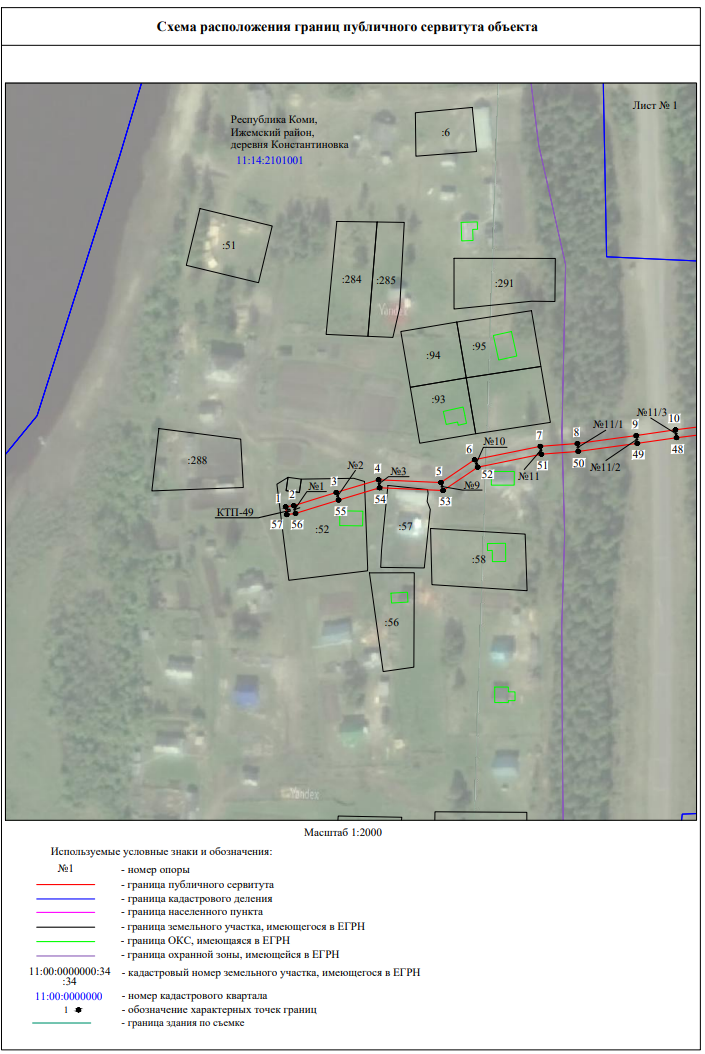 Схема расположения границ публичного сервитута объекта
Лист № 1
Республика Коми,
Ижемский район,
деревня Константиновка
11:14:2101001
:6
:51
:284
:285
:291
Yandex
:94
:95
:93
:288
10
№11/3
9
8
№11/1
7
6
№10
48
49
№11/2
50
51
№11
52
5
4
№3
3
№2
№9
53
54
55
2
№1
1
КТП-49
57
56
:52
:57
:58
:56
Yandex
Масштаб 1:2000
Используемые условные знаки и обозначения:
№1 - номер опоры
- граница публичного сервитута
- граница кадастрового деления
- граница населенного пункта
- граница земельного участка, имеющегося в ЕГРН
- граница ОКС, имеющаяся в ЕГРН
- граница охранной зоны, имеющейся в ЕГРН
11:00:0000000:34 - кадастровый номер земельного участка, имеющегося в ЕГРН
:34
11:00:0000000 - номер кадастрового квартала
1 - обозначение характерных точек границ
- граница здания по съемке